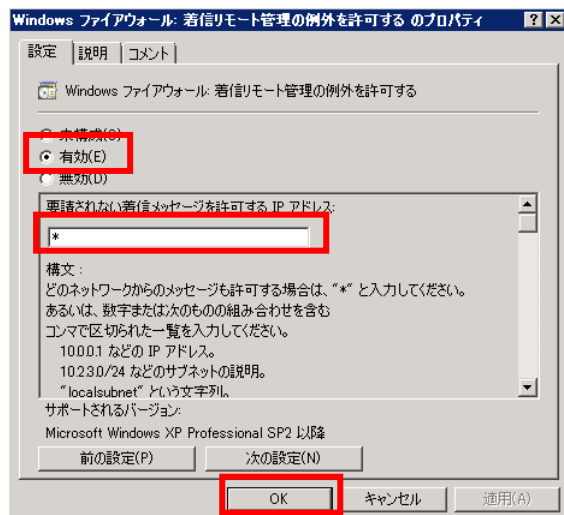 Windows ファイアウォール: 着信リモート管理の例外を許可する のプロパティ
設定 説明 コメント
Windows ファイアウォール: 着信リモート管理の例外を許可する
未構成(C)
有効(E)
無効(D)
要請されない着信メッセージを許可する IP アドレス:
*
構文:
どのネットワークからのメッセージも許可する場合は、"*" と入力してください。
あるいは、数字または次のものの組み合わせを含む
コンマで区切られた一覧を入力してください。
10.0.0.1 などの IP アドレス。
10.2.3.0/24 などのサブネットの説明。
"localsubnet" という文字列。
サポートされるバージョン:
Microsoft Windows XP Professional SP2 以降
前の設定(P) 次の設定(N)
OK キャンセル 適用(A)